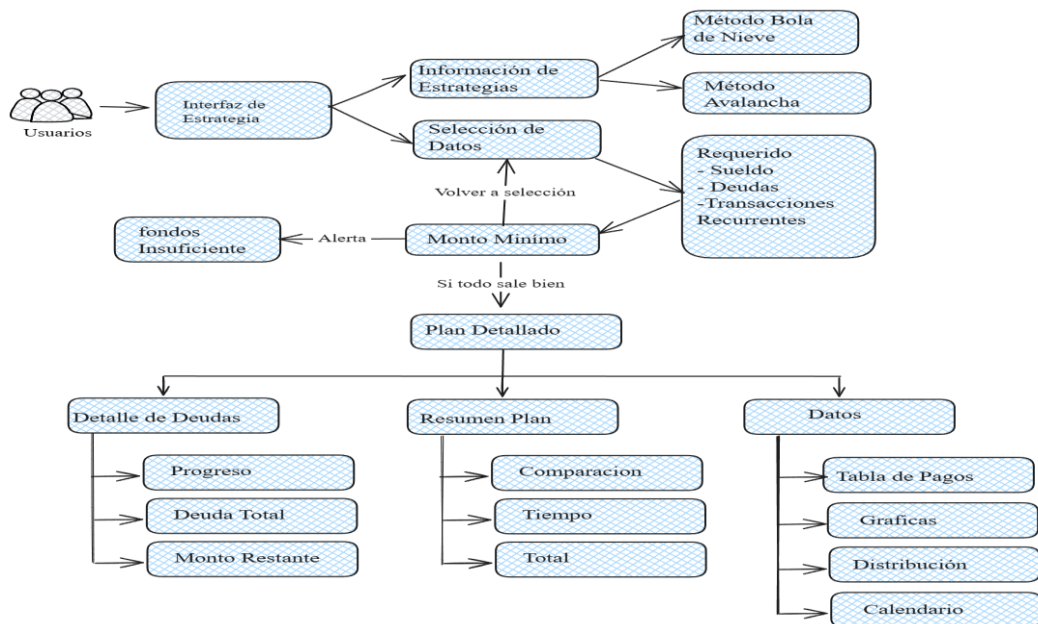 Método Bola
de Nieve
Información de
Estrategias
Método
Avalancha
Interfaz de
Estrategia
Usuarios
Selección de
Datos
Requerido
- Sueldo
- Deudas
-Transacciones
Recurrentes
Volver a selección
fondos
Insuficiente
Alerta
Monto Minímo
Si todo sale bien
Plan Detallado
Detalle de Deudas
Resumen Plan
Datos
Progreso
Comparacion
Tabla de Pagos
Deuda Total
Tiempo
Graficas
Monto Restante
Total
Distribución
Calendario